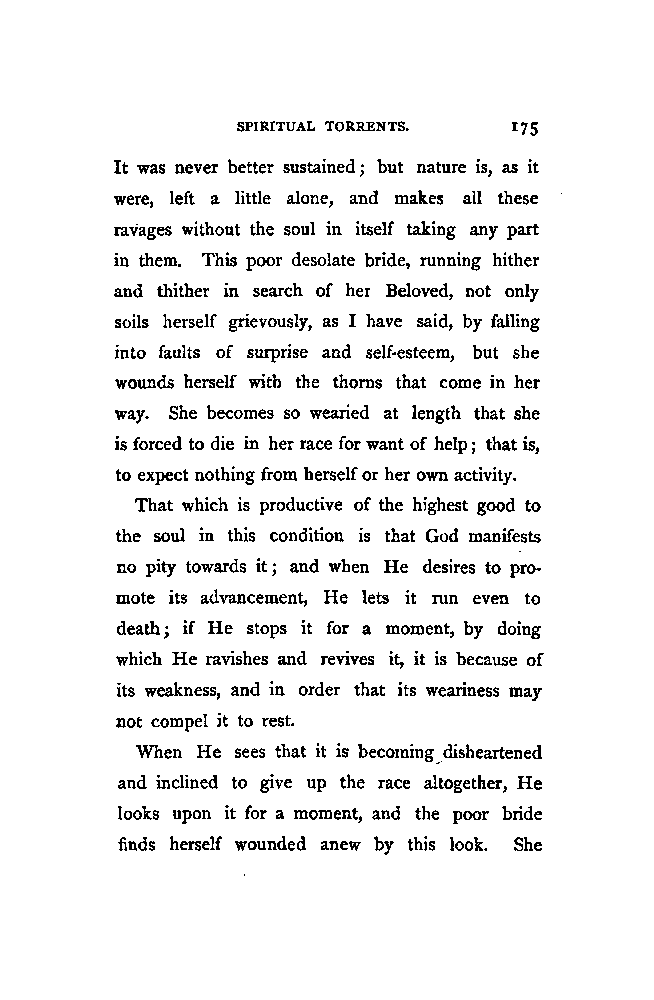 SPIRITUAL TORRENTS. 175
It was never better sustained; but nature is, as it
were, left a little alone, and makes all these
ravages without the soul in itself taking any part
in them. This poor desolate bride, running hither
and thither in search of her Beloved, not only
soils herself grievously, as I have said, by falling
into faults of surprise and self-esteem, but she
wounds herself with the thorns that come in her
way. She becomes so wearied at length that she
is forced to die in her race for want of help; that is,
to expect nothing from herself or her own activity.
That which is productive of the highest good to
the soul in this condition is that God manifests
no pity towards it; and when He desires to pro-
mote its advancement, He lets it run even to
death; if He stops it for a moment, by doing
which He ravishes and revives it, it is because of
its weakness, and in order that its weariness may
not compel it to rest.
When He sees that it is becoming disheartened
and inclined to give up the race altogether, He
looks upon it for a moment, and the poor bride
finds herself wounded anew by this look. She